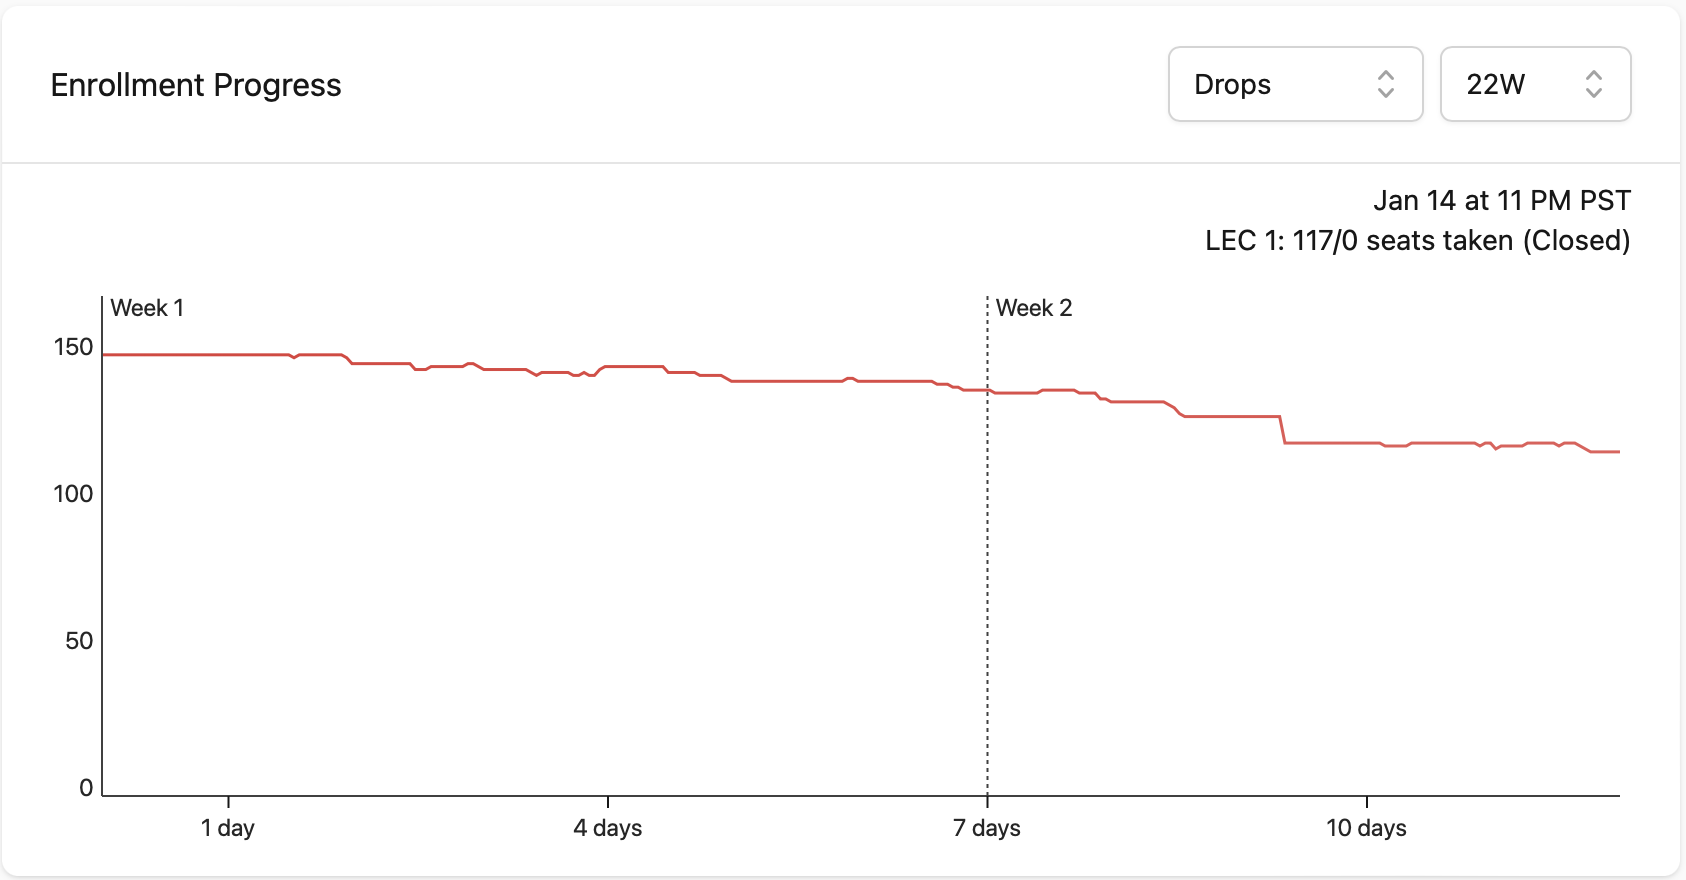 Enrollment Progress
Drops
22W
Jan 14 at 11 PM PST
LEC 1: 117/0 seats taken (Closed)
Week 1
Week 2
150
100
50
0
1 day
4 days
7 days
10 days